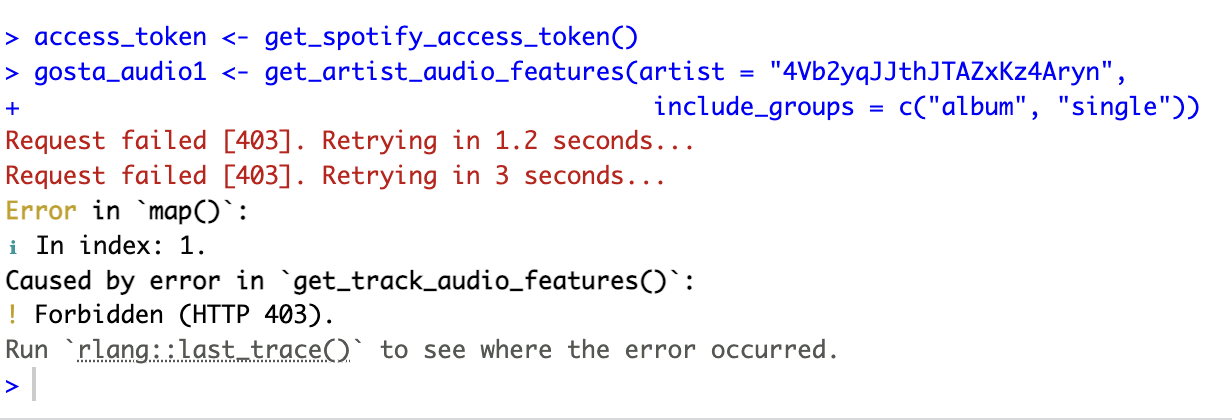 > access_token <- get_spotify_access_token()
> gosta_audio1 <- get_artist_audio_features(artist = "4Vb2yqJJthJTAZxKz4Aryn",
+                                           include_groups = c("album", "single"))
Request failed [403]. Retrying in 1.2 seconds...
Request failed [403]. Retrying in 3 seconds...
Error in `map()`:
ℹ In index: 1.
Caused by error in `get_track_audio_features()`:
! Forbidden (HTTP 403).
Run `rlang::last_trace()` to see where the error occurred.
>